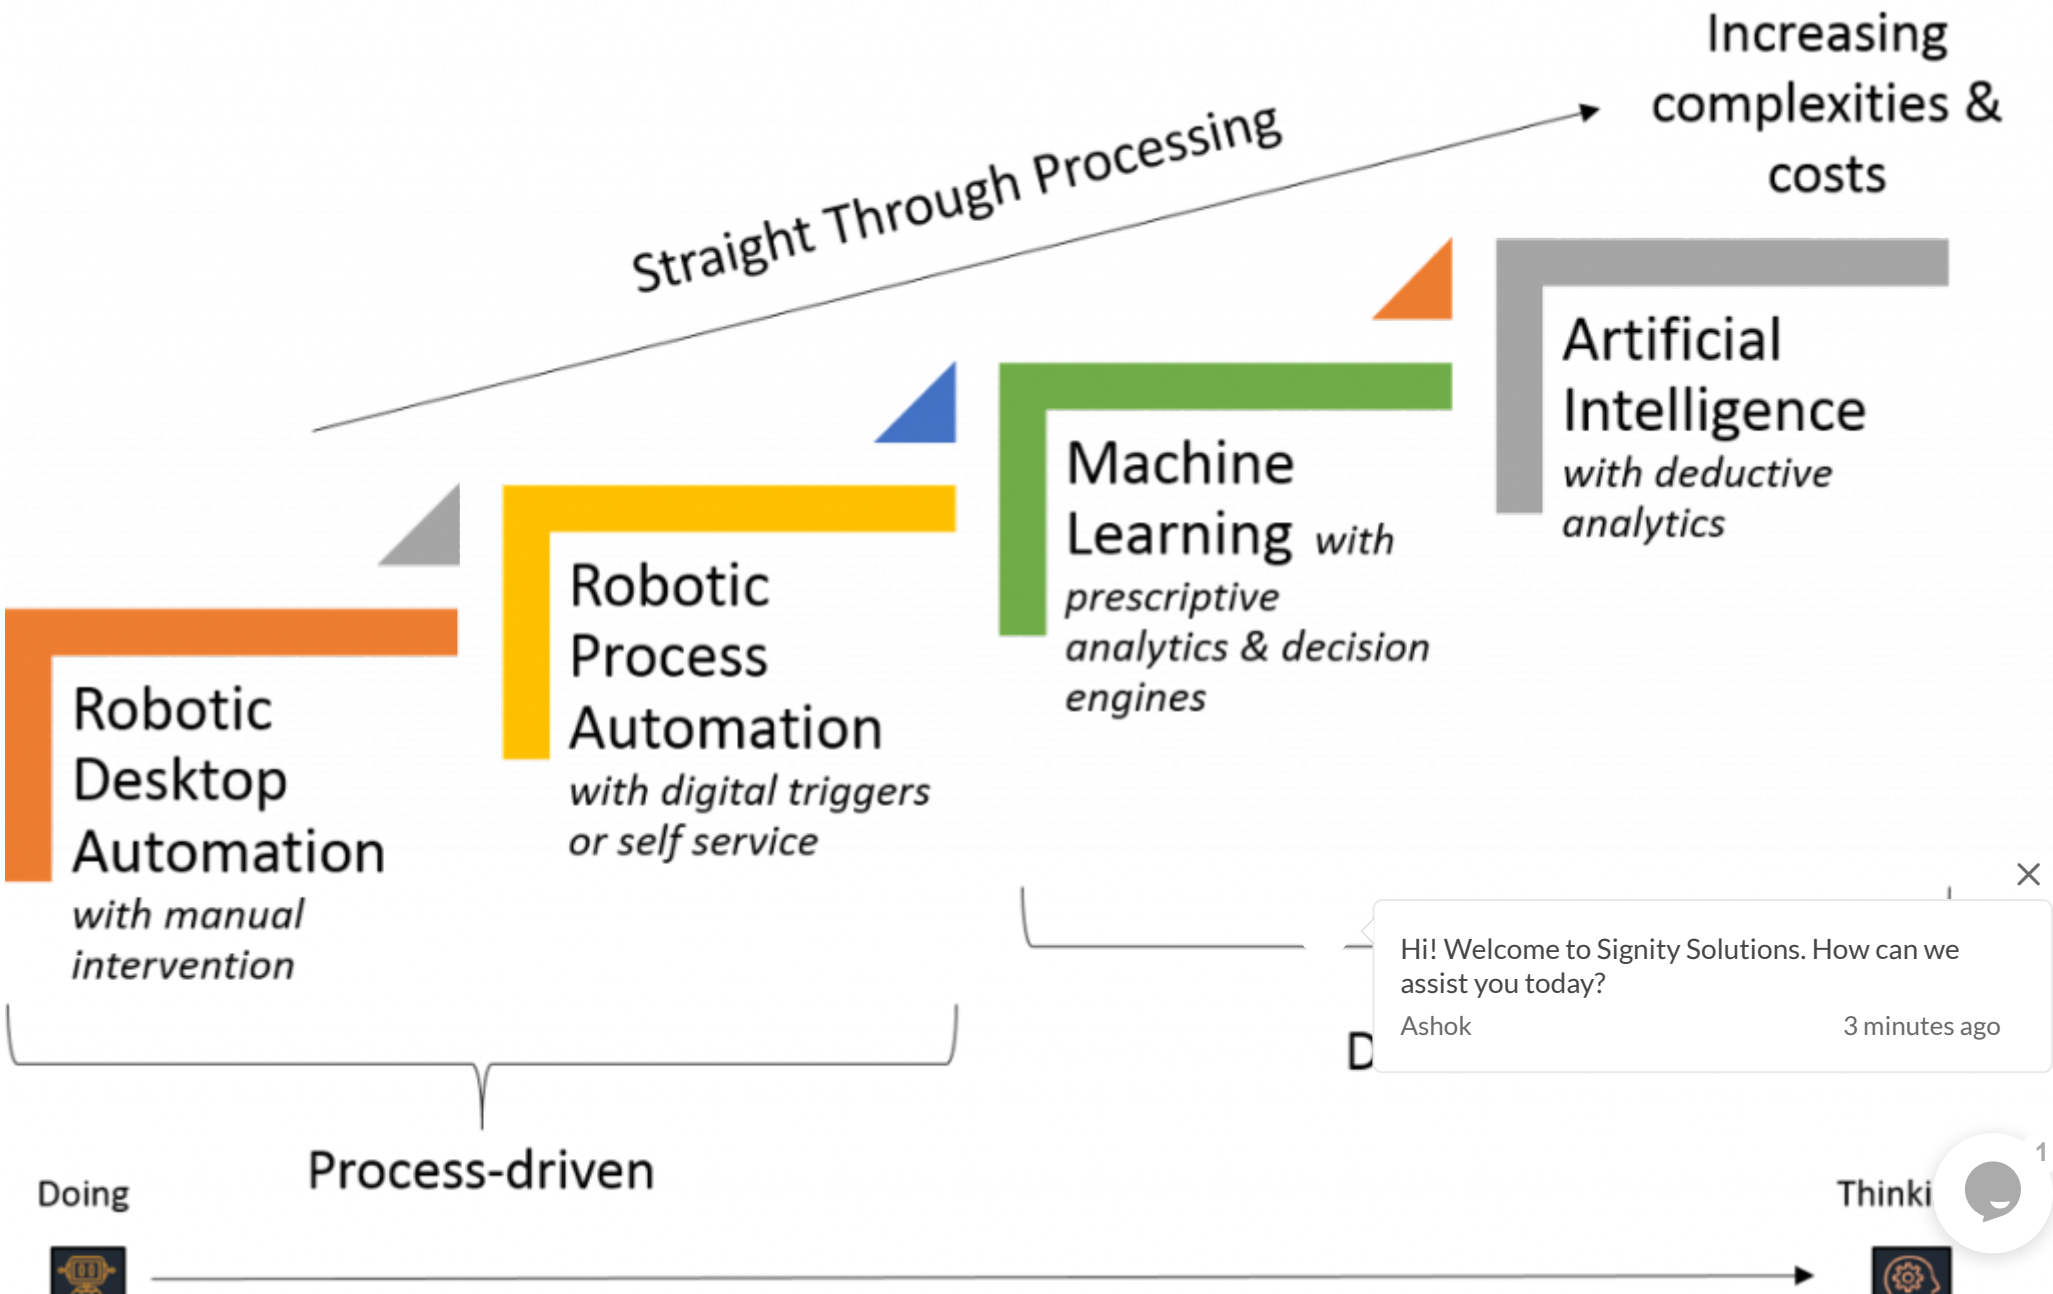 Increasing
complexities &
costs
Straight Through Processing
Artificial
Intelligence
with deductive
analytics
Machine
Learning with
prescriptive
analytics & decision
engines
Robotic
Process
Automation
with digital triggers
or self service
Robotic
Desktop
Automation
with manual
intervention
Hi! Welcome to Signity Solutions. How can we
assist you today?
Ashok 3 minutes ago
Process-driven
1
Doing